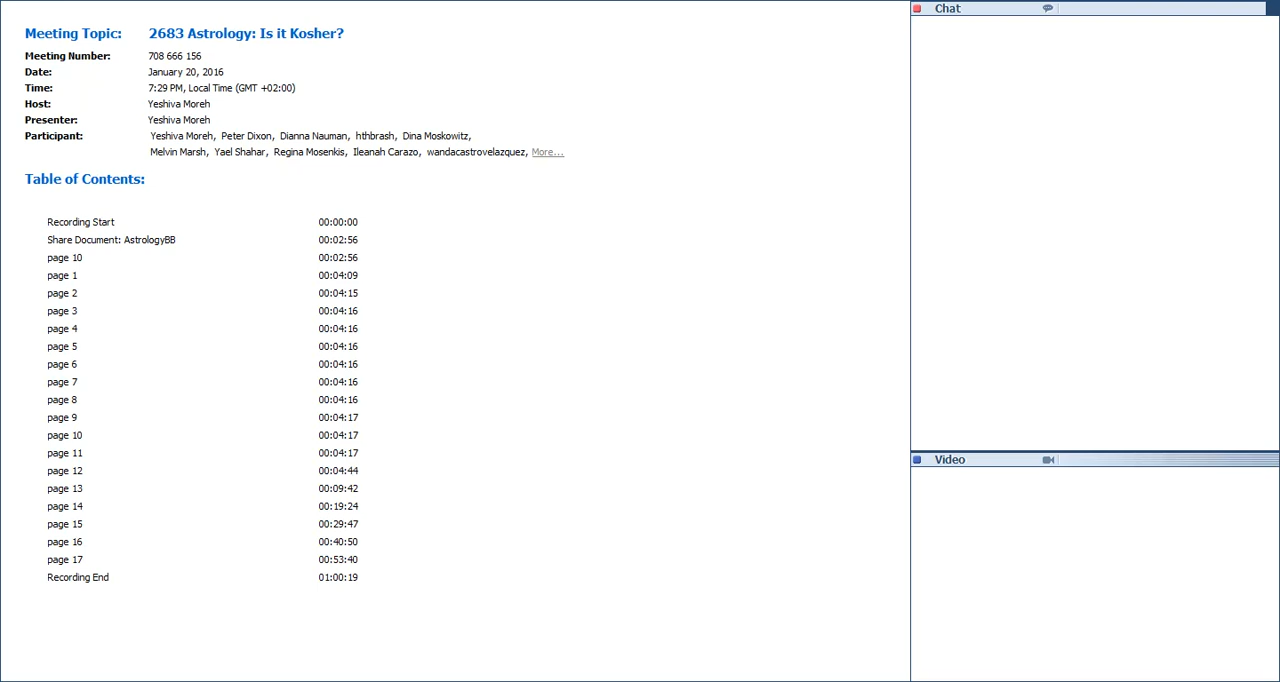 Meeting Topic: 2683 Astrology: Is it Kosher?
Meeting Number: 708 666 156
Date: January 20, 2016
Time: 7:29 PM, Local Time (GMT +02:00)
Host: Yeshiva Moreh
Presenter: Yeshiva Moreh
Participant: Yeshiva Moreh, Peter Dixon, Dianna Nauman, hthbrash, Dina Moskowitz,
Melvin Marsh, Yael Shahar, Regina Mosenkis, Ileanah Carazo, wandacastrovelazquez, More...
Table of Contents:
Recording Start 00:00:00
Share Document: AstrologyBB 00:02:56
page 10 00:02:56
page 1 00:04:09
page 2 00:04:15
page 3 00:04:16
page 4 00:04:16
page 5 00:04:16
page 6 00:04:16
page 7 00:04:16
page 8 00:04:16
page 9 00:04:17
page 10 00:04:17
page 11 00:04:17
page 12 00:04:44
page 13 00:09:42
page 14 00:19:24
page 15 00:29:47
page 16 00:40:50
page 17 00:53:40
Recording End 01:00:19
Chat
Video